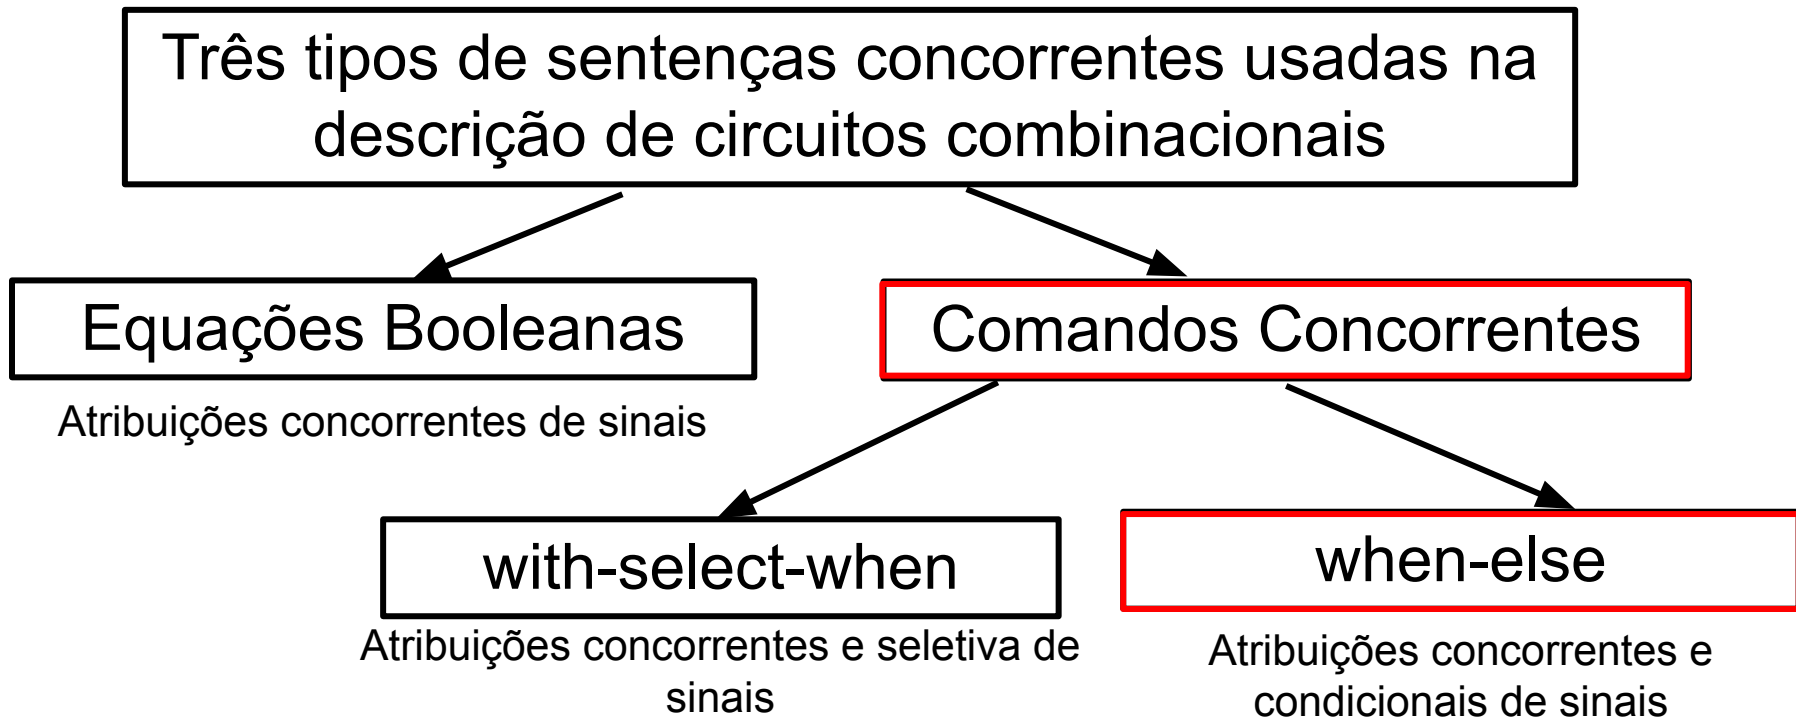 Três tipos de sentenças concorrentes usadas na
descrição de circuitos combinacionais
Equações Booleanas
Comandos Concorrentes
Atribuições concorrentes de sinais
with-select-when
when-else
Atribuições concorrentes e seletiva de
sinais
Atribuições concorrentes e
condicionais de sinais